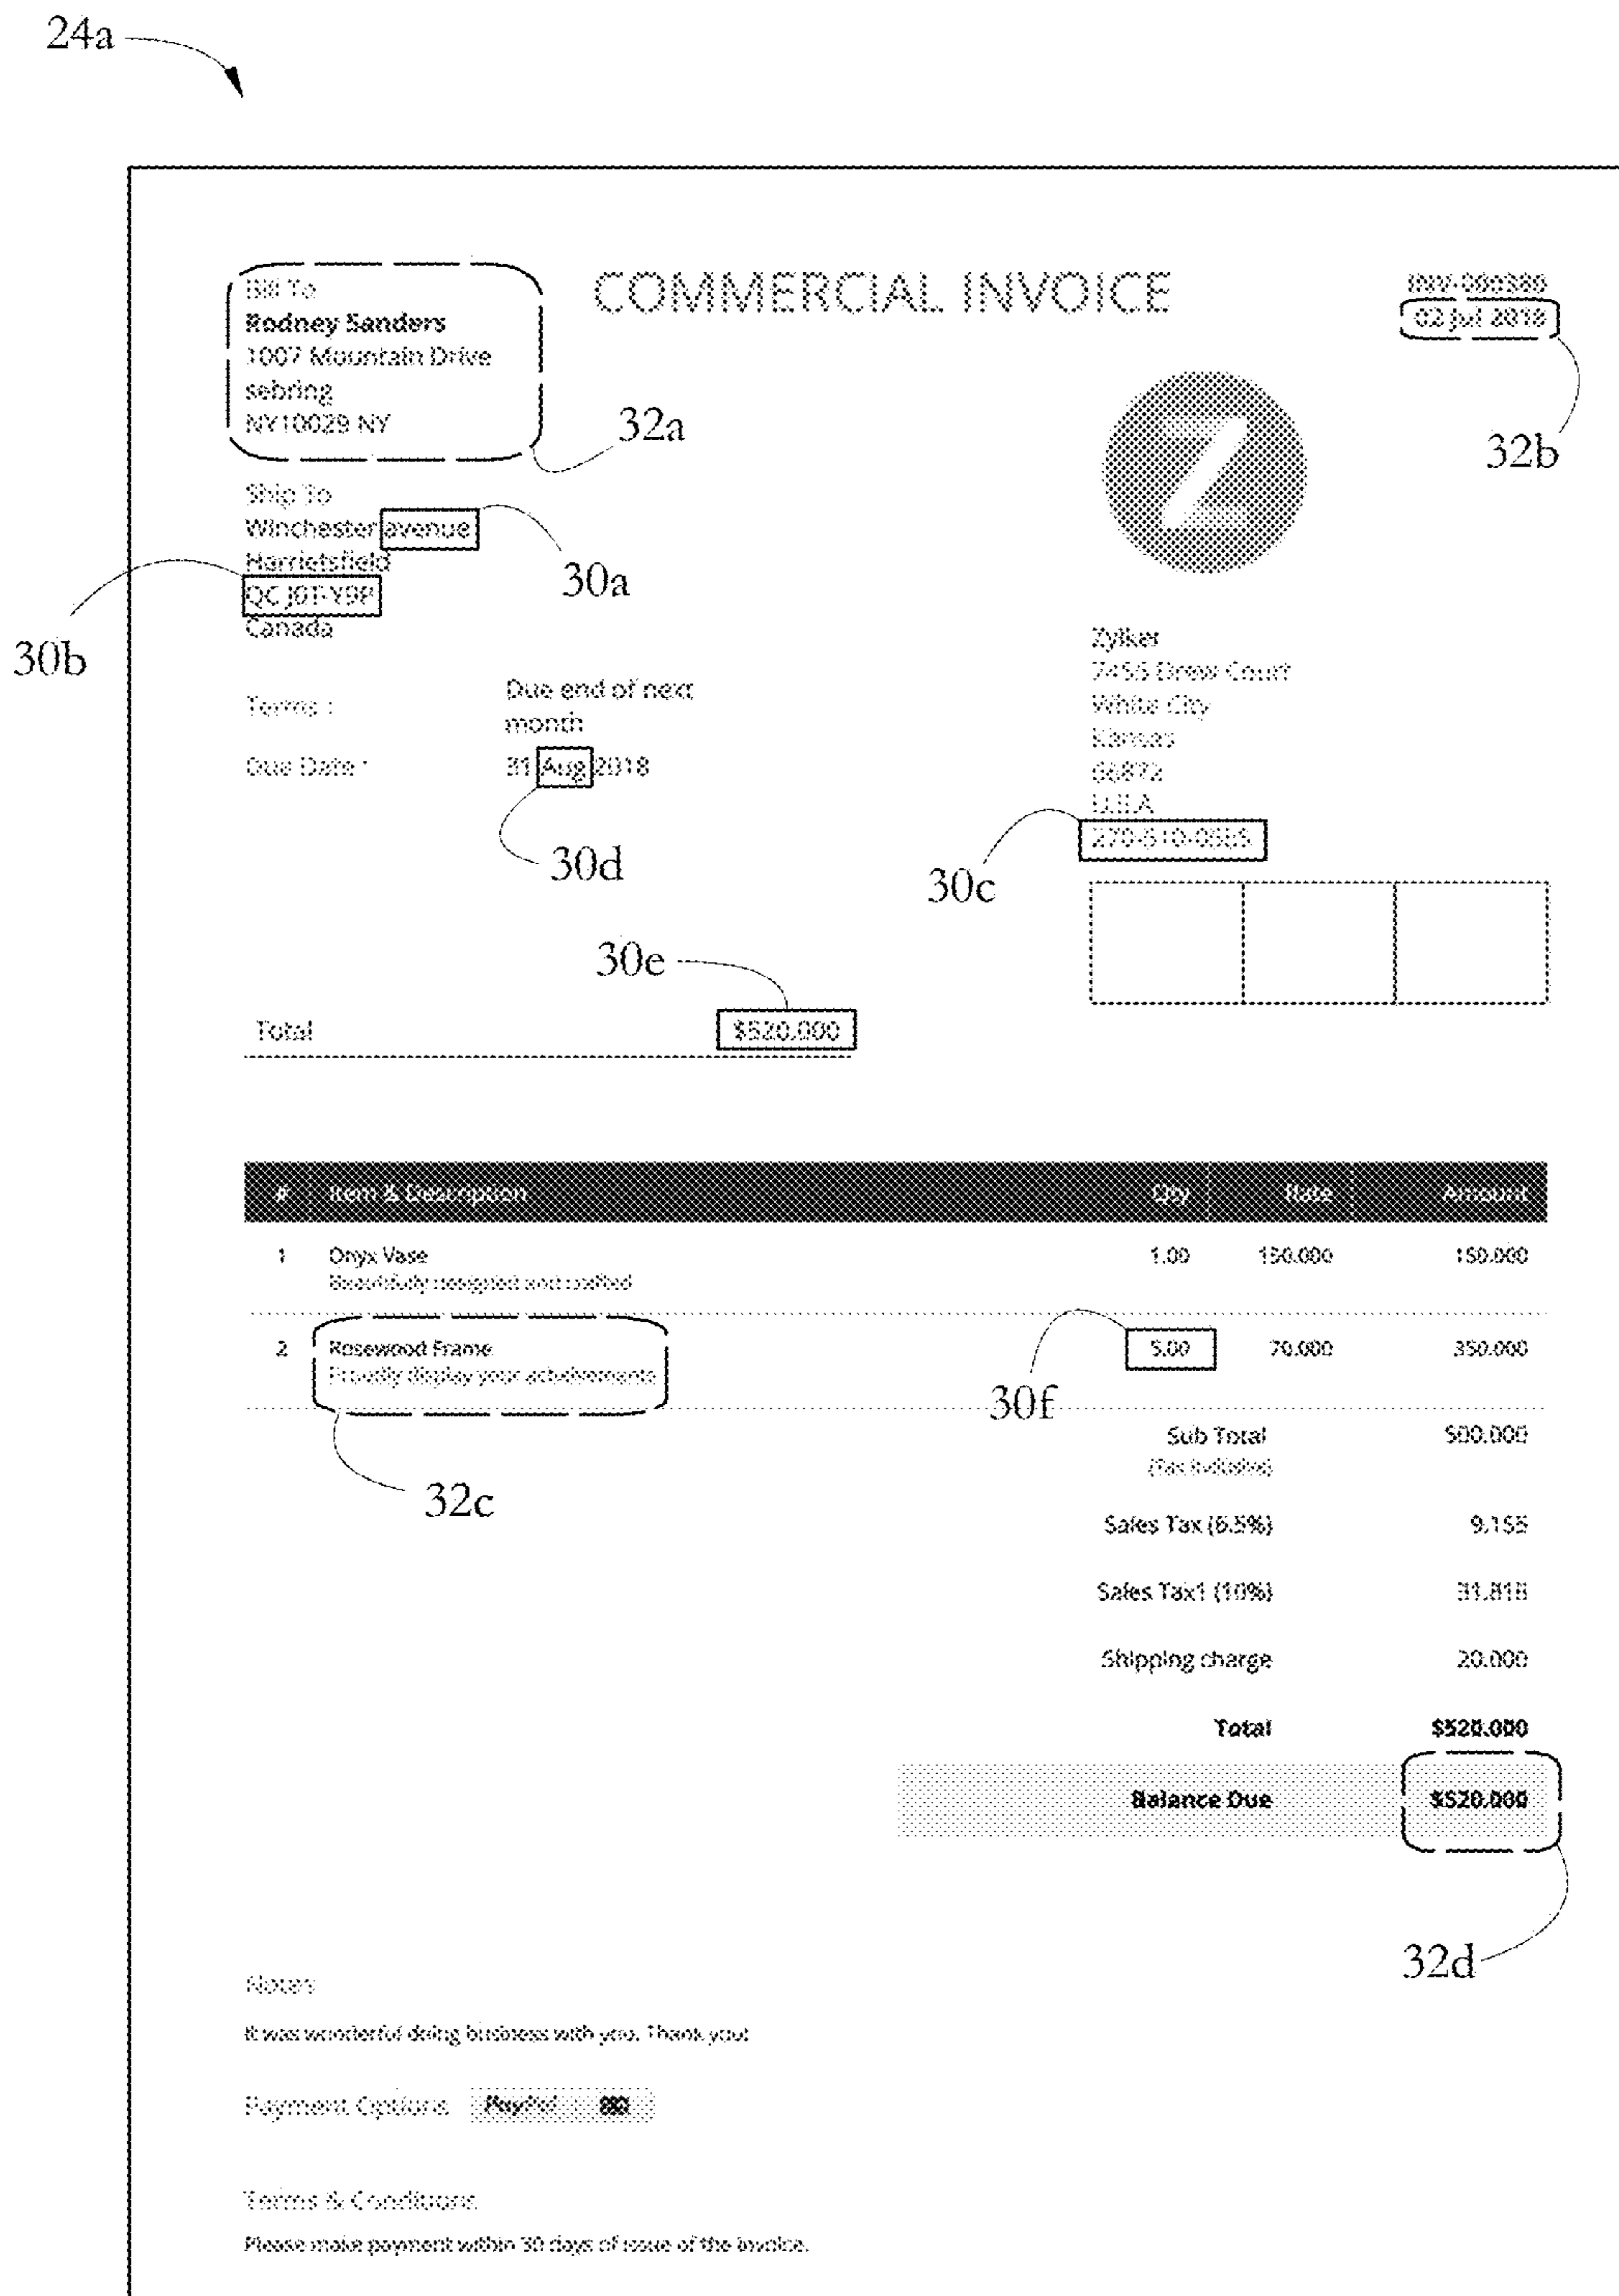 24a
COMMERCIAL INVOICE
Bill To
Rodney Sanders
1007 Mountain Drive
sebring
NY10029 NY
32a
02 Jul 2018
32b
Z
Ship To
Winchester avenue
30a
Harrietsfield
QC J0T-Y9P
30b
Canada
Terms :
Due end of next
month
Due Date :
31 Aug 2018
30d
Zylker
7455 Drew Court
White City
Kansas
66872
U.S.A
30c
30e
Total
$520.000
# Item & Description Qty Rate Amount
1 Onyx Vase 1.00 150.000 150.000
Beautifully designed and crafted
2 Rosewood Frame 5.00 70.000 350.000
Proudly display your
30f
32c
Sub Total 500.000
(Tax Inclusive)
Sales Tax (6.5%) 9.155
Sales Tax1 (10%) 31.818
Shipping charge 20.000
Total $520.000
Balance Due $520.000
32d
Notes
It was wonderful doing business with you. Thank you!
Payment Options PayPal
Terms & Conditions
Please make payment within 30 days of issue of the invoice.